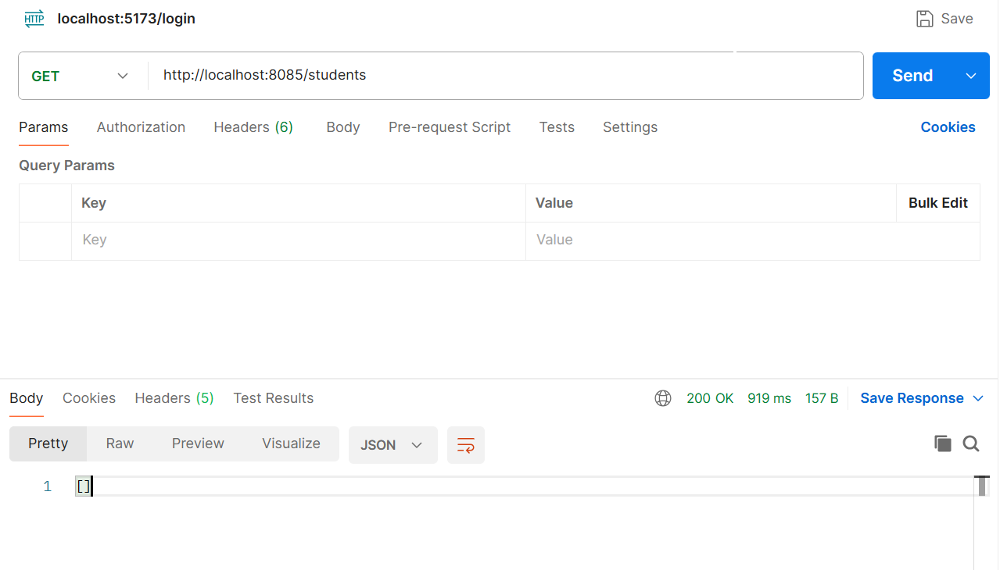 HTTP localhost:5173/login Save
GET http://localhost:8085/students Send
Params Authorization Headers (6) Body Pre-request Script Tests Settings Cookies
Query Params
Key Value Bulk Edit
Key Value
Body Cookies Headers (5) Test Results 200 OK 919 ms 157 B Save Response
Pretty Raw Preview Visualize JSON
1 []